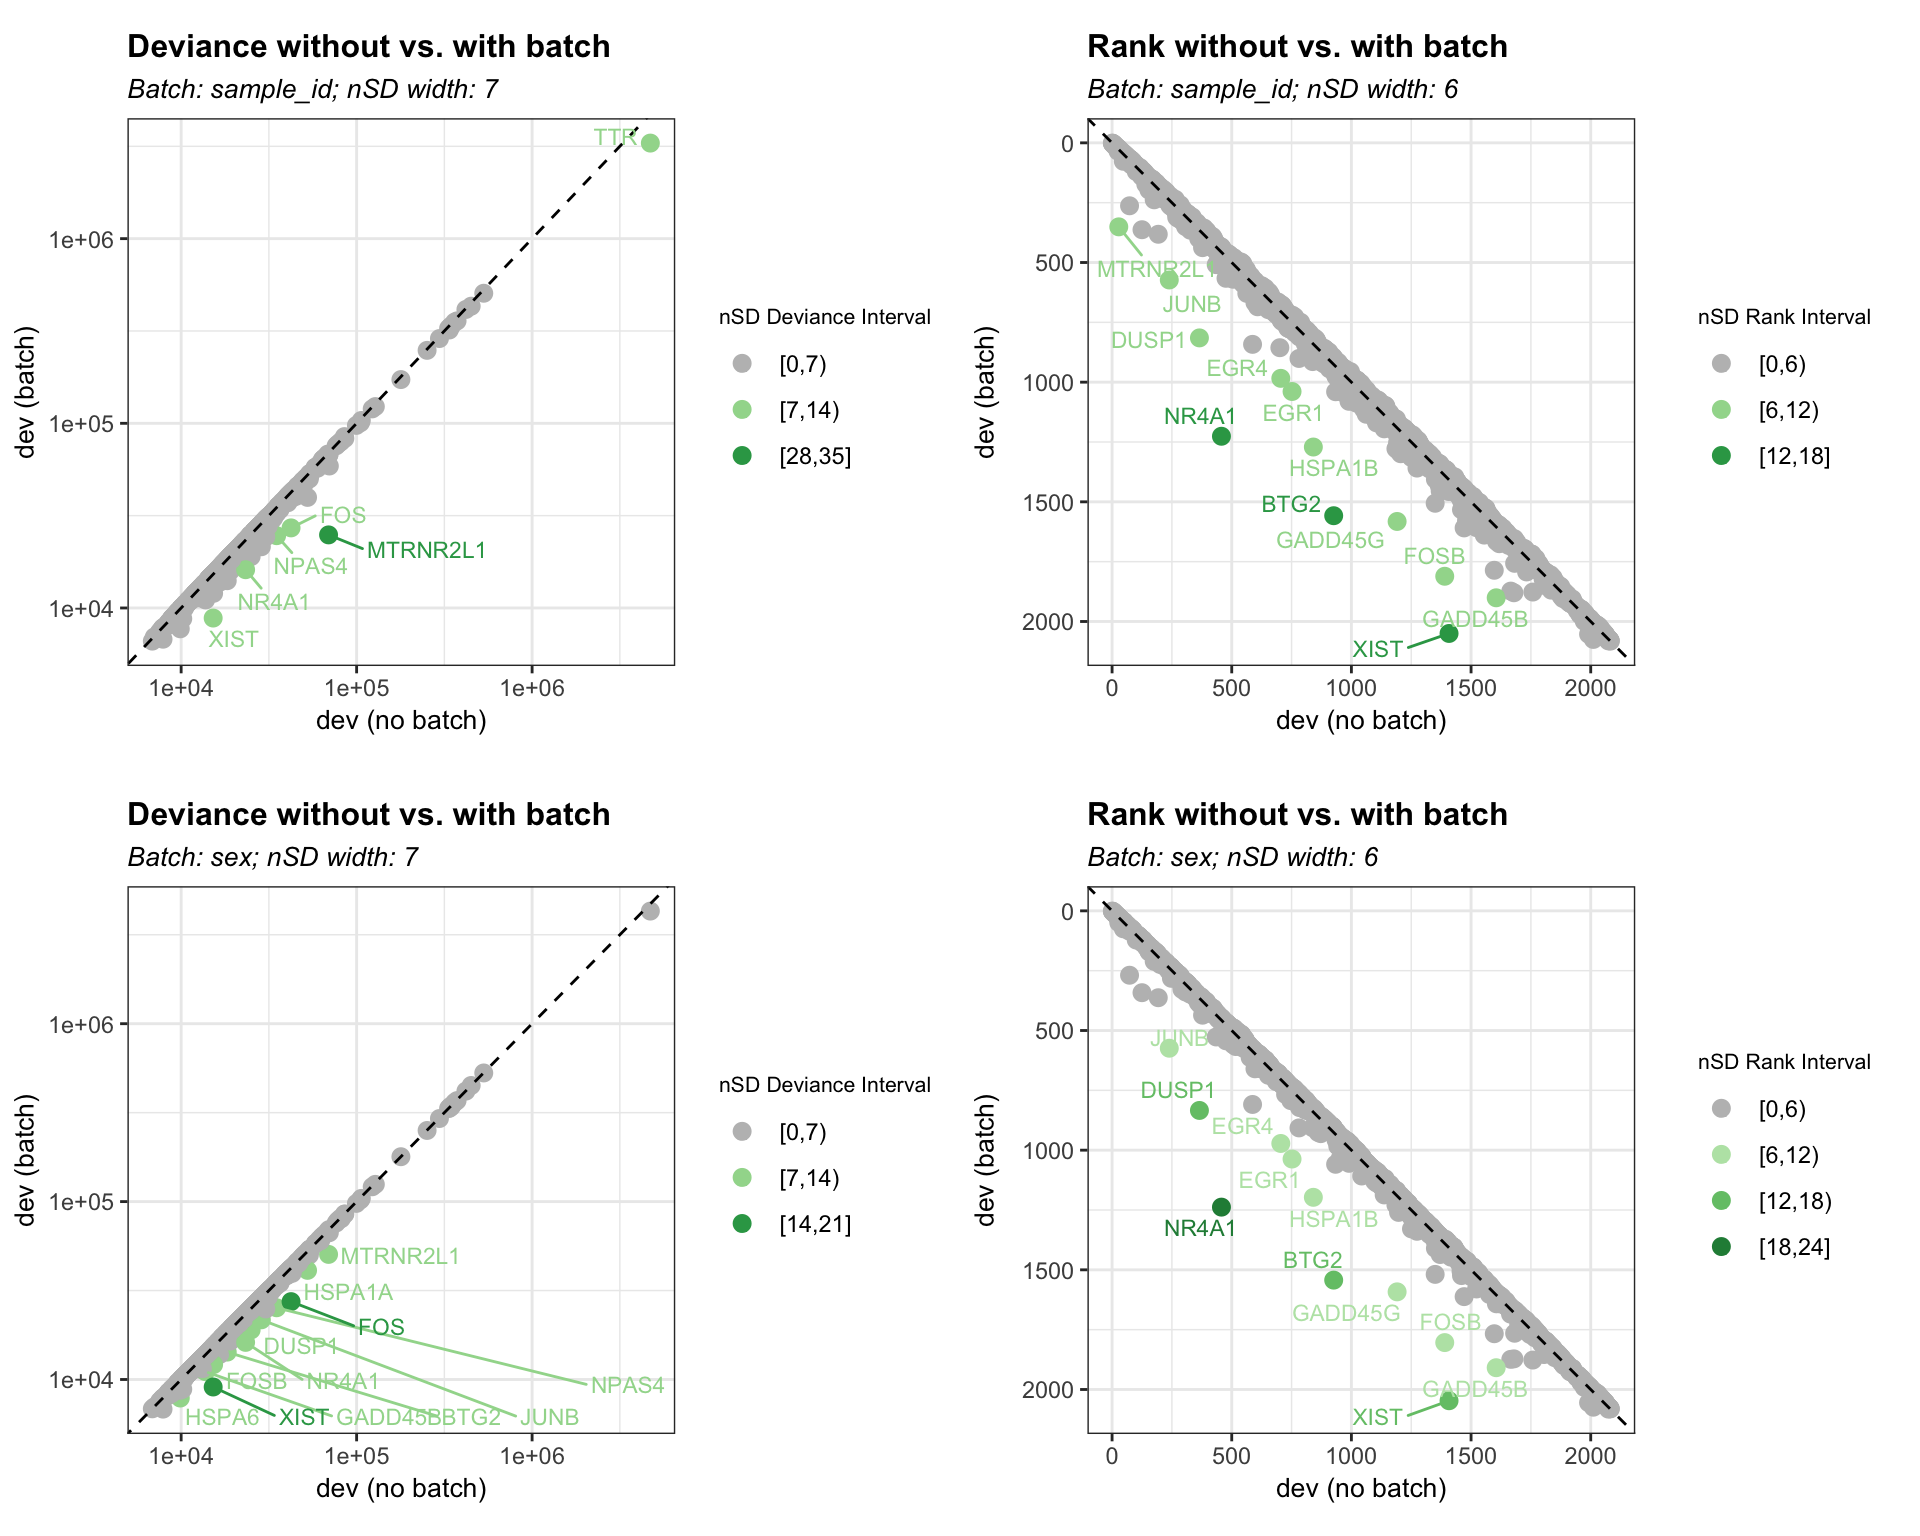 Deviance without vs. with batch
Batch: sample_id; nSD width: 7
TTR
1e+06
1e+05
1e+04
dev (batch)
FOS
MTRNR2L1
NPAS4
NR4A1
XIST
1e+04 1e+05 1e+06
dev (no batch)
nSD Deviance Interval
[0,7)
[7,14)
[28,35]
Rank without vs. with batch
Batch: sample_id; nSD width: 6
0
500
1000
1500
2000
dev (batch)
MTRNR2L1
JUNB
DUSP1
EGR4
EGR1
NR4A1
HSPA1B
BTG2
GADD45G
FOSB
GADD45B
XIST
0 500 1000 1500 2000
dev (no batch)
nSD Rank Interval
[0,6)
[6,12)
[12,18]
Deviance without vs. with batch
Batch: sex; nSD width: 7
1e+06
1e+05
1e+04
dev (batch)
MTRNR2L1
HSPA1A
FOS
DUSP1
FOSB NR4A1 NPAS4
HSPA6 XIST GADD45B BTG2 JUNB
1e+04 1e+05 1e+06
dev (no batch)
nSD Deviance Interval
[0,7)
[7,14)
[14,21]
Rank without vs. with batch
Batch: sex; nSD width: 6
0
500
1000
1500
2000
dev (batch)
JUNB
DUSP1
EGR4
EGR1
HSPA1B
NR4A1
BTG2
GADD45G
FOSB
GADD45B
XIST
0 500 1000 1500 2000
dev (no batch)
nSD Rank Interval
[0,6)
[6,12)
[12,18)
[18,24]